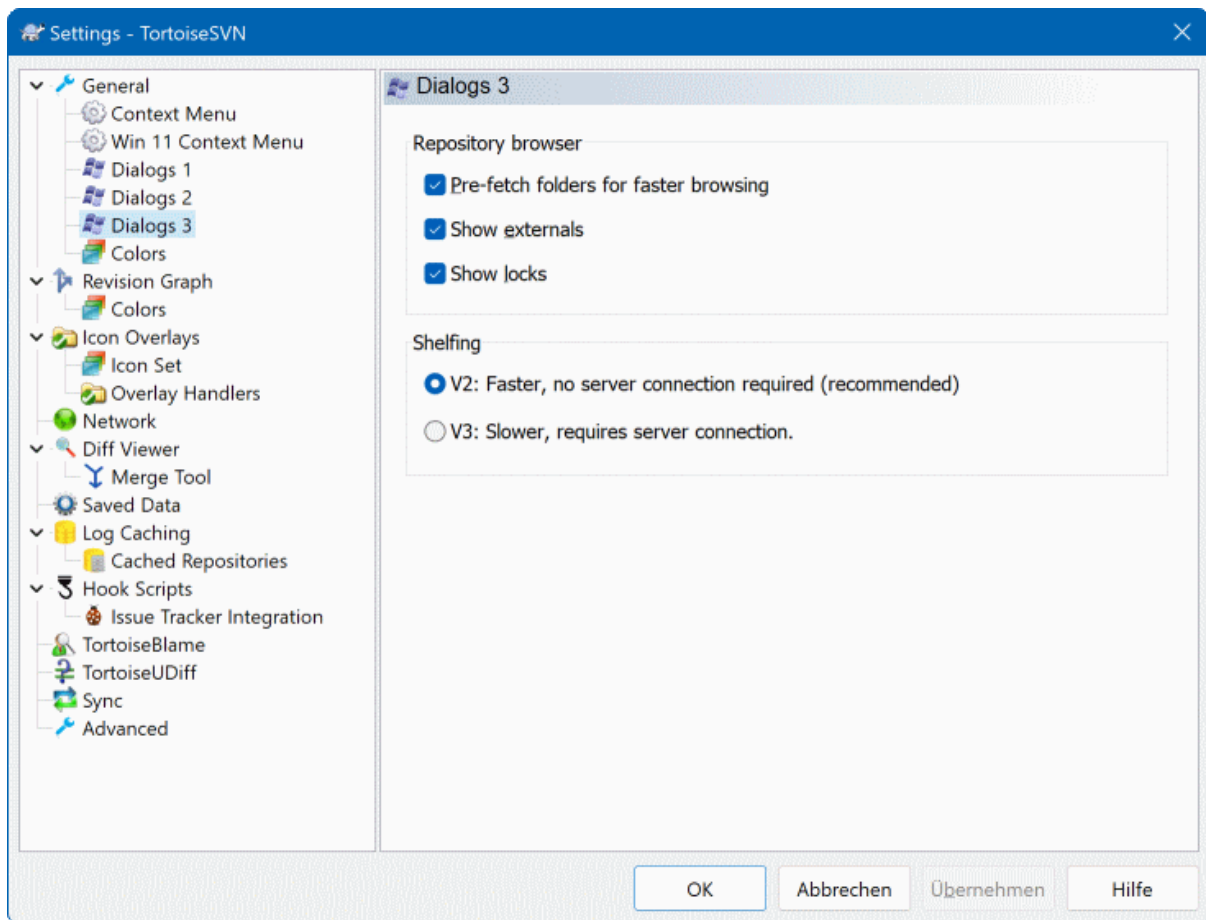 Settings - TortoiseSVN
General
Context Menu
Win 11 Context Menu
Dialogs 1
Dialogs 2
Dialogs 3
Colors
Revision Graph
Colors
Icon Overlays
Icon Set
Overlay Handlers
Network
Diff Viewer
Merge Tool
Saved Data
Log Caching
Cached Repositories
Hook Scripts
Issue Tracker Integration
TortoiseBlame
TortoiseUDiff
Sync
Advanced
Dialogs 3
Repository browser
Pre-fetch folders for faster browsing
Show externals
Show locks
Shelfing
V2: Faster, no server connection required (recommended)
V3: Slower, requires server connection.
OK
Abbrechen
Übernehmen
Hilfe